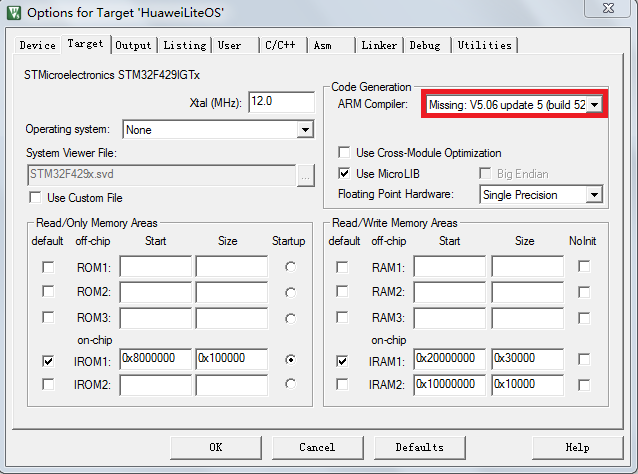 Options for Target 'HuaweiLiteOS'
Device Target Output Listing User C/C++ Asm Linker Debug Utilities
STMicroelectronics STM32F429IGTx
Xtal (MHz): 12.0
Operating system: None
System Viewer File:
STM32F429x.svd ...
Use Custom File
Code Generation
ARM Compiler: Missing: V5.06 update 5 (build 52
Use Cross-Module Optimization
Use MicroLIB Big Endian
Floating Point Hardware: Single Precision
Read/Only Memory Areas
default off-chip Start Size Startup
ROM1:
ROM2:
ROM3:
on-chip
IROM1: 0x8000000 0x100000
IROM2:
Read/Write Memory Areas
default off-chip Start Size NoInit
RAM1:
RAM2:
RAM3:
on-chip
IRAM1: 0x20000000 0x30000
IRAM2: 0x10000000 0x10000
OK Cancel Defaults Help